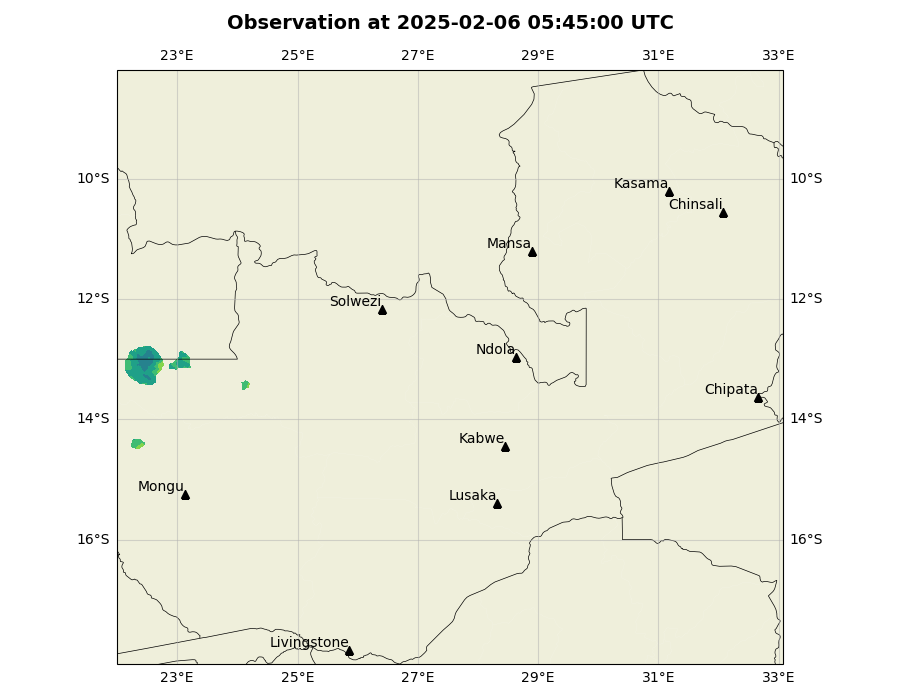 Observation at 2025-02-06 05:45:00 UTC
23°E 25°E 27°E 29°E 31°E 33°E
10°S 10°S
Kasama
Chinsali
Mansa
12°S 12°S
Solwezi
Ndola
Chipata
14°S 14°S
Kabwe
Mongu
Lusaka
16°S 16°S
Livingstone
23°E 25°E 27°E 29°E 31°E 33°E